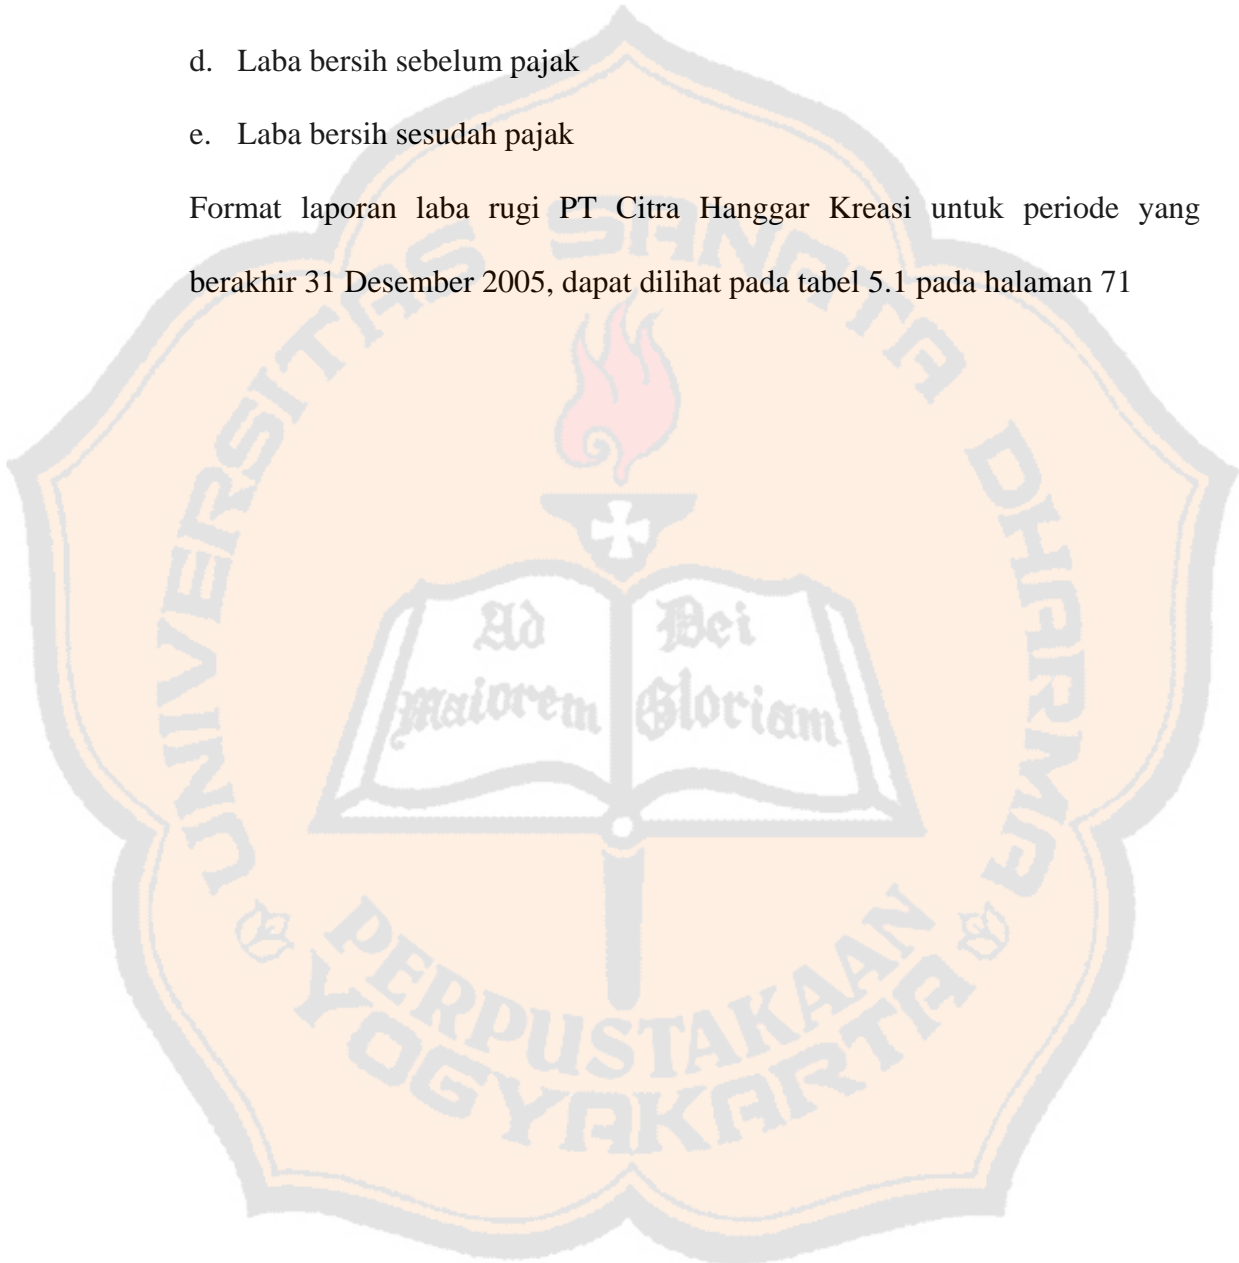 d. Laba bersih sebelum pajak
e. Laba bersih sesudah pajak
Format laporan laba rugi PT Citra Hanggar Kreasi untuk periode yang
berakhir 31 Desember 2005, dapat dilihat pada tabel 5.1 pada halaman 71
UNIVERSITAS SANATA DHARMA
Ad Dei
maiorem Gloriam
PERPUSTAKAAN
YOGYAKARTA